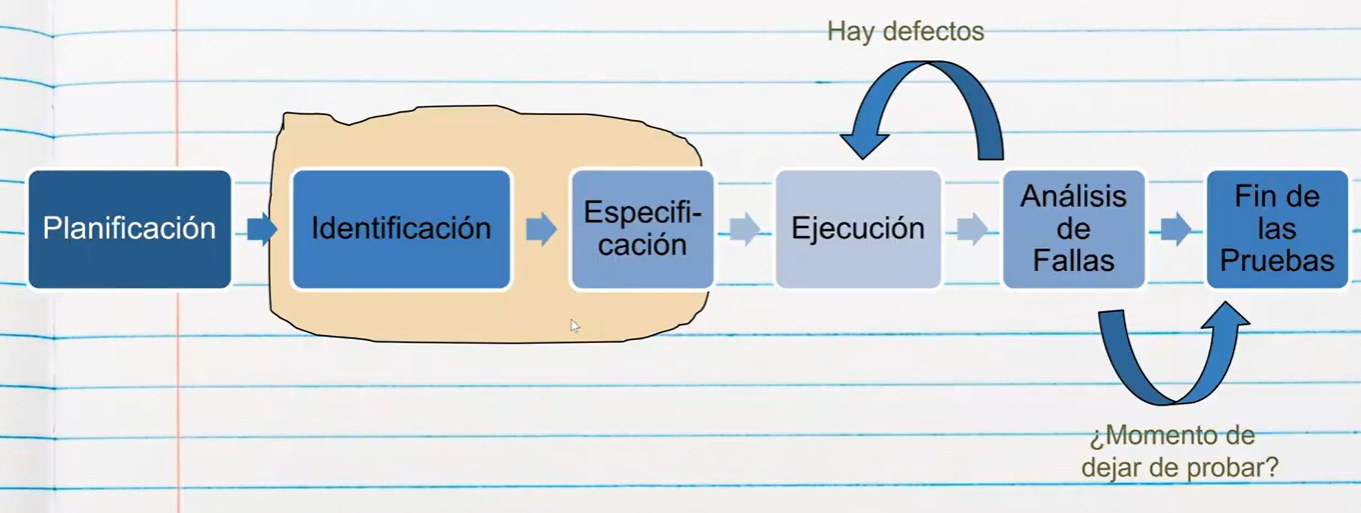 Hay defectos
Planificación
Identificación
Especifi-
cación
Ejecución
Análisis
de
Fallas
Fin de
las
Pruebas
¿Momento de
dejar de probar?